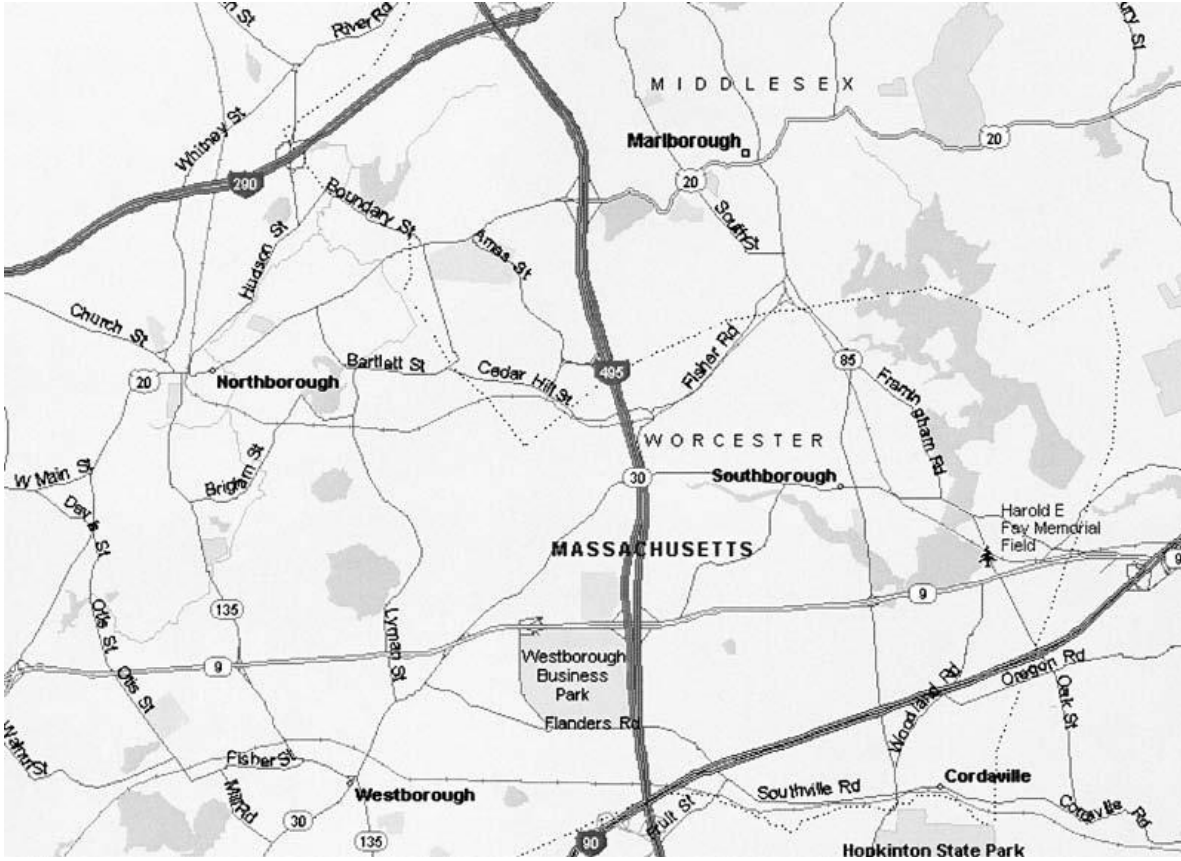 River Rd
MIDDLESEX
Whitney St
Marlborough
20
290
20
Boundary St
South St
Hudson St
Ames St
Church St
Fisher Rd
85
Bartlett St
495
20
Northborough
Cedar Hill St
Framingham Rd
WORCESTER
W Main St
Brigham St
30
Southborough
Davis St
Harold E
Fay Memorial
Field
MASSACHUSETTS
9
135
Otis St
Lyman St
Westborough
Business
Park
9
Otis St
Woodland Rd
Oregon Rd
Oak St
Flanders Rd
Walnut St
Fisher St
Cordaville
Southville Rd
Westborough
Mill Rd
30
Fruit St
Cordaville Rd
135
90
Hopkinton State Park